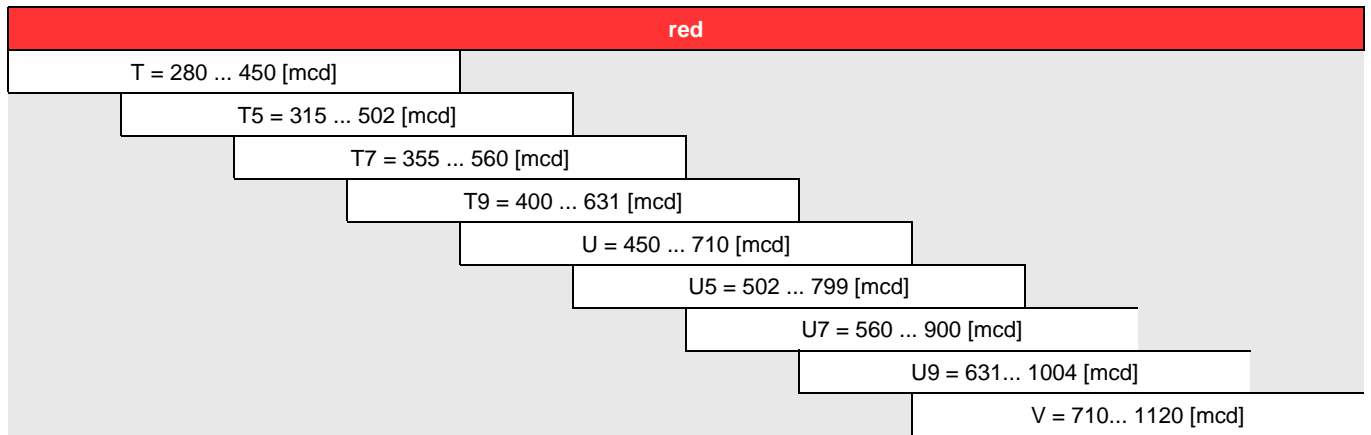 red
T = 280 ... 450 [mcd]
T5 = 315 ... 502 [mcd]
T7 = 355 ... 560 [mcd]
T9 = 400 ... 631 [mcd]
U = 450 ... 710 [mcd]
U5 = 502 ... 799 [mcd]
U7 = 560 ... 900 [mcd]
U9 = 631... 1004 [mcd]
V = 710... 1120 [mcd]